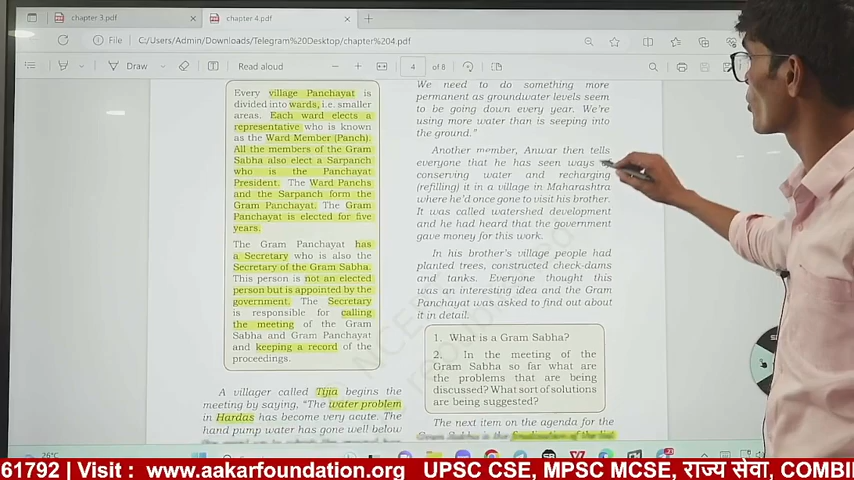 chapter 3.pdf
chapter 4.pdf
File
C:/Users/Admin/Downloads/Telegram%20Desktop/chapter%204.pdf
Draw
Read aloud
4
of 8
Every village Panchayat is
divided into wards, i.e. smaller
areas. Each ward elects a
representative who is known
as the Ward Member (Panch).
All the members of the Gram
Sabha also elect a Sarpanch
who is the Panchayat
President. The Ward Panchs
and the Sarpanch form the
Gram Panchayat. The Gram
Panchayat is elected for five
years.
The Gram Panchayat has
a Secretary who is also the
Secretary of the Gram Sabha.
This person is not an elected
person but is appointed by the
government. The Secretary
is responsible for calling
the meeting of the Gram
Sabha and Gram Panchayat
and keeping a record of the
proceedings.
A villager called Tijia begins the
meeting by saying, “The water problem
in Hardas has become very acute. The
hand pump water has gone well below
We need to do something more
permanent as groundwater levels seem
to be going down every year. We’re
using more water than is seeping into
the ground.”
Another member, Anwar then tells
everyone that he has seen ways
conserving water and recharging
(refilling) it in a village in Maharashtra
where he’d once gone to visit his brother.
It was called watershed development
and he had heard that the government
gave money for this work.
In his brother’s village people had
planted trees, constructed check-dams
and tanks. Everyone thought this
was an interesting idea and the Gram
Panchayat was asked to find out about
it in detail.
1. What is a Gram Sabha?
2. In the meeting of the
Gram Sabha so far what are
the problems that are being
discussed? What sort of solutions
are being suggested?
The next item on the agenda for the
Gram Sabha is the finalisation of the list
26°C
61792 | Visit : www.aakarfoundation.org UPSC CSE, MPSC MCSE, राज्य सेवा, COMBI